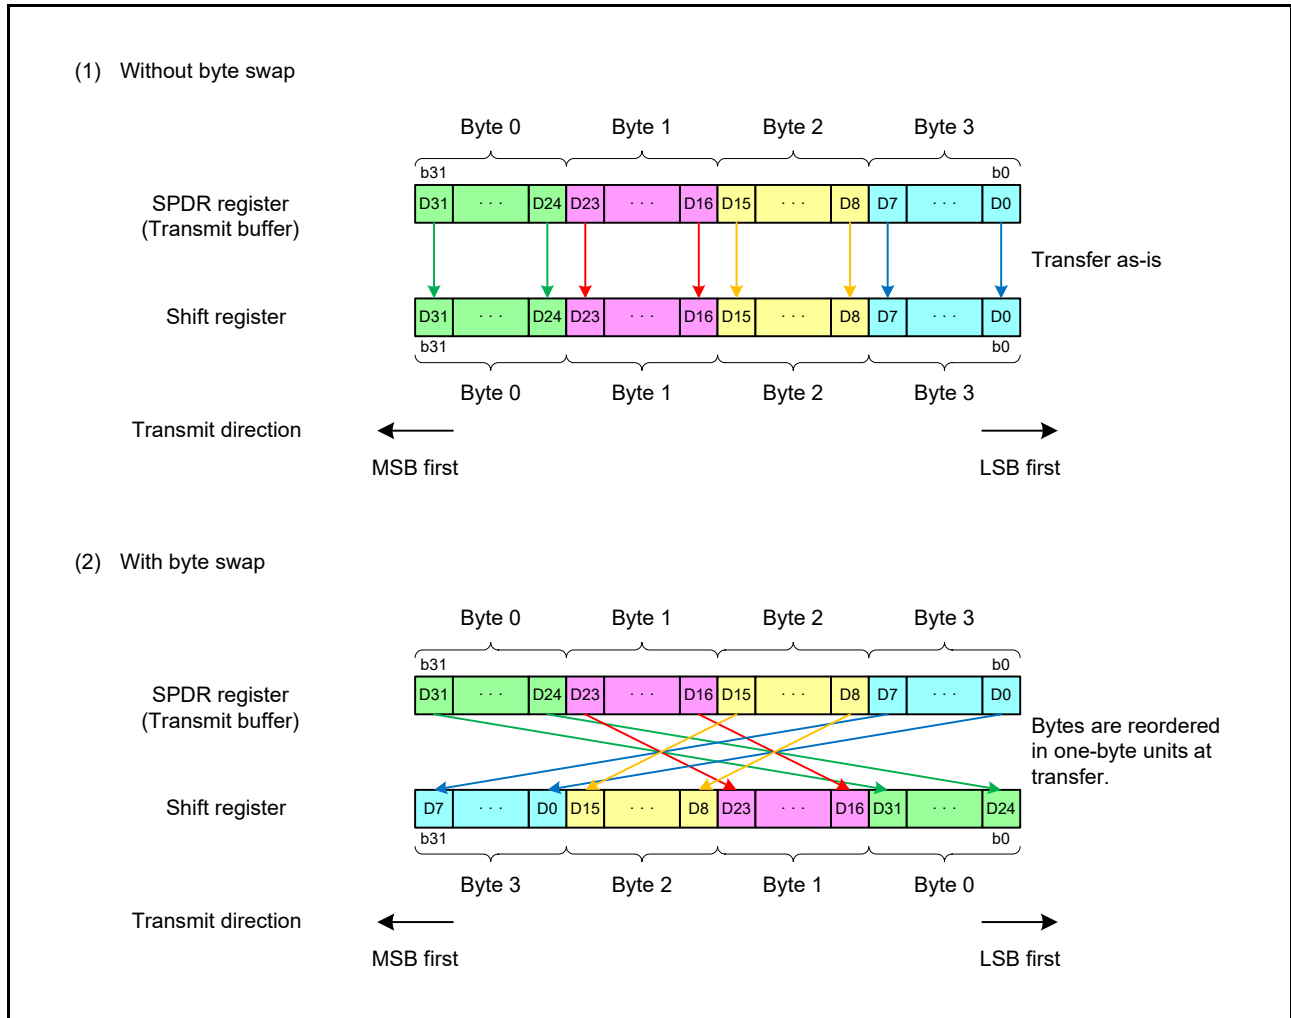 (1) Without byte swap
Byte 0 Byte 1 Byte 2 Byte 3
b31 b0
SPDR register
(Transmit buffer)
D31 · · · D24 D23 · · · D16 D15 · · · D8 D7 · · · D0
Transfer as-is
Shift register
D31 · · · D24 D23 · · · D16 D15 · · · D8 D7 · · · D0
b31 b0
Byte 0 Byte 1 Byte 2 Byte 3
Transmit direction
MSB first LSB first
(2) With byte swap
Byte 0 Byte 1 Byte 2 Byte 3
b31 b0
SPDR register
(Transmit buffer)
D31 · · · D24 D23 · · · D16 D15 · · · D8 D7 · · · D0
Bytes are reordered
in one-byte units at
transfer.
Shift register
D7 · · · D0 D15 · · · D8 D23 · · · D16 D31 · · · D24
b31 b0
Byte 3 Byte 2 Byte 1 Byte 0
Transmit direction
MSB first LSB first